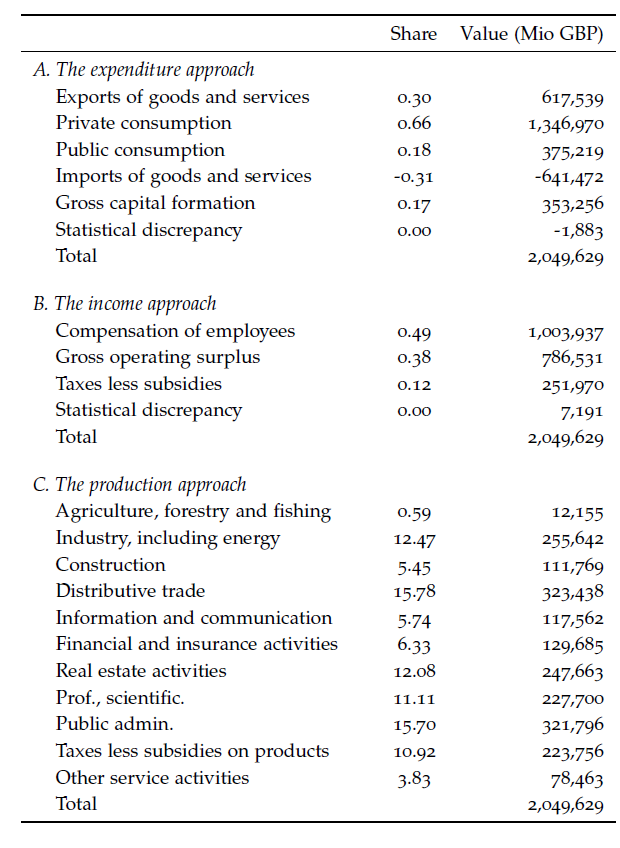 Share Value (Mio GBP)
A. The expenditure approach
Exports of goods and services 0.30 617,539
Private consumption 0.66 1,346,970
Public consumption 0.18 375,219
Imports of goods and services -0.31 -641,472
Gross capital formation 0.17 353,256
Statistical discrepancy 0.00 -1,883
Total 2,049,629
B. The income approach
Compensation of employees 0.49 1,003,937
Gross operating surplus 0.38 786,531
Taxes less subsidies 0.12 251,970
Statistical discrepancy 0.00 7,191
Total 2,049,629
C. The production approach
Agriculture, forestry and fishing 0.59 12,155
Industry, including energy 12.47 255,642
Construction 5.45 111,769
Distributive trade 15.78 323,438
Information and communication 5.74 117,562
Financial and insurance activities 6.33 129,685
Real estate activities 12.08 247,663
Prof., scientific. 11.11 227,700
Public admin. 15.70 321,796
Taxes less subsidies on products 10.92 223,756
Other service activities 3.83 78,463
Total 2,049,629